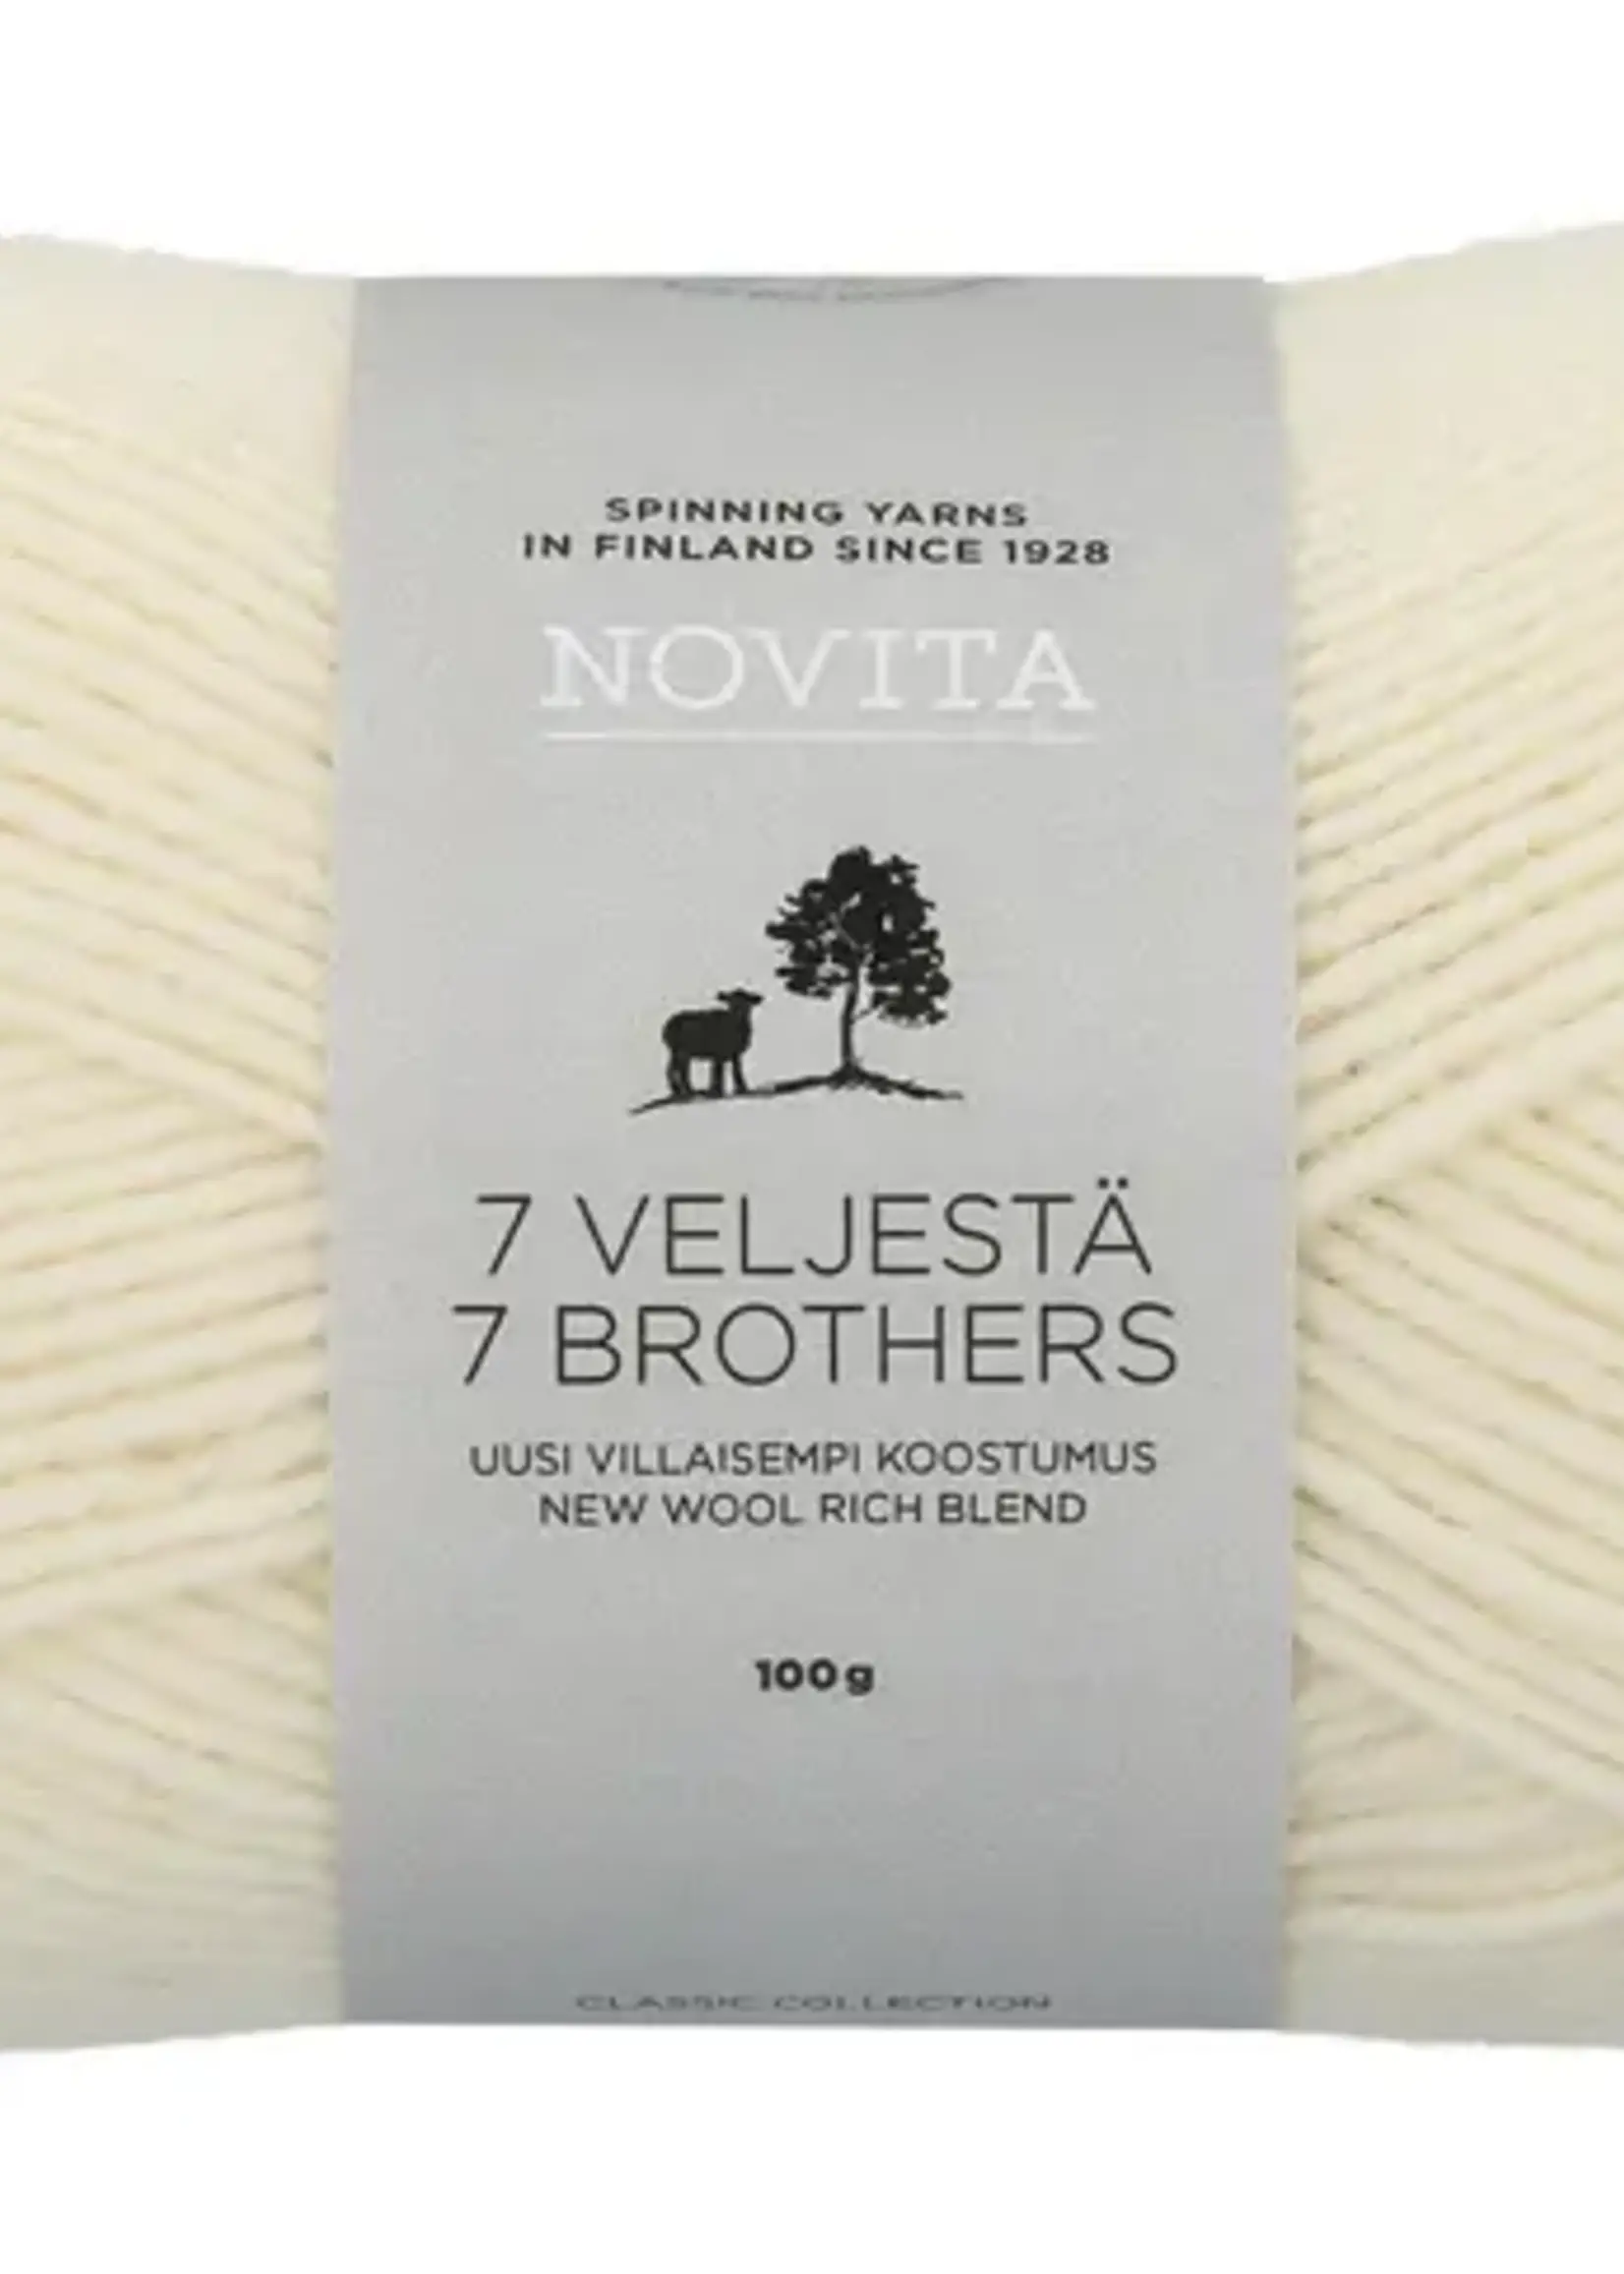 SPINNING YARNS
IN FINLAND SINCE 1928
NOVITA
7 VELJESTÄ
7 BROTHERS
UUSI VILLAISEMPI KOOSTUMUS
NEW WOOL RICH BLEND
100 g
CLASSIC COLLECTION